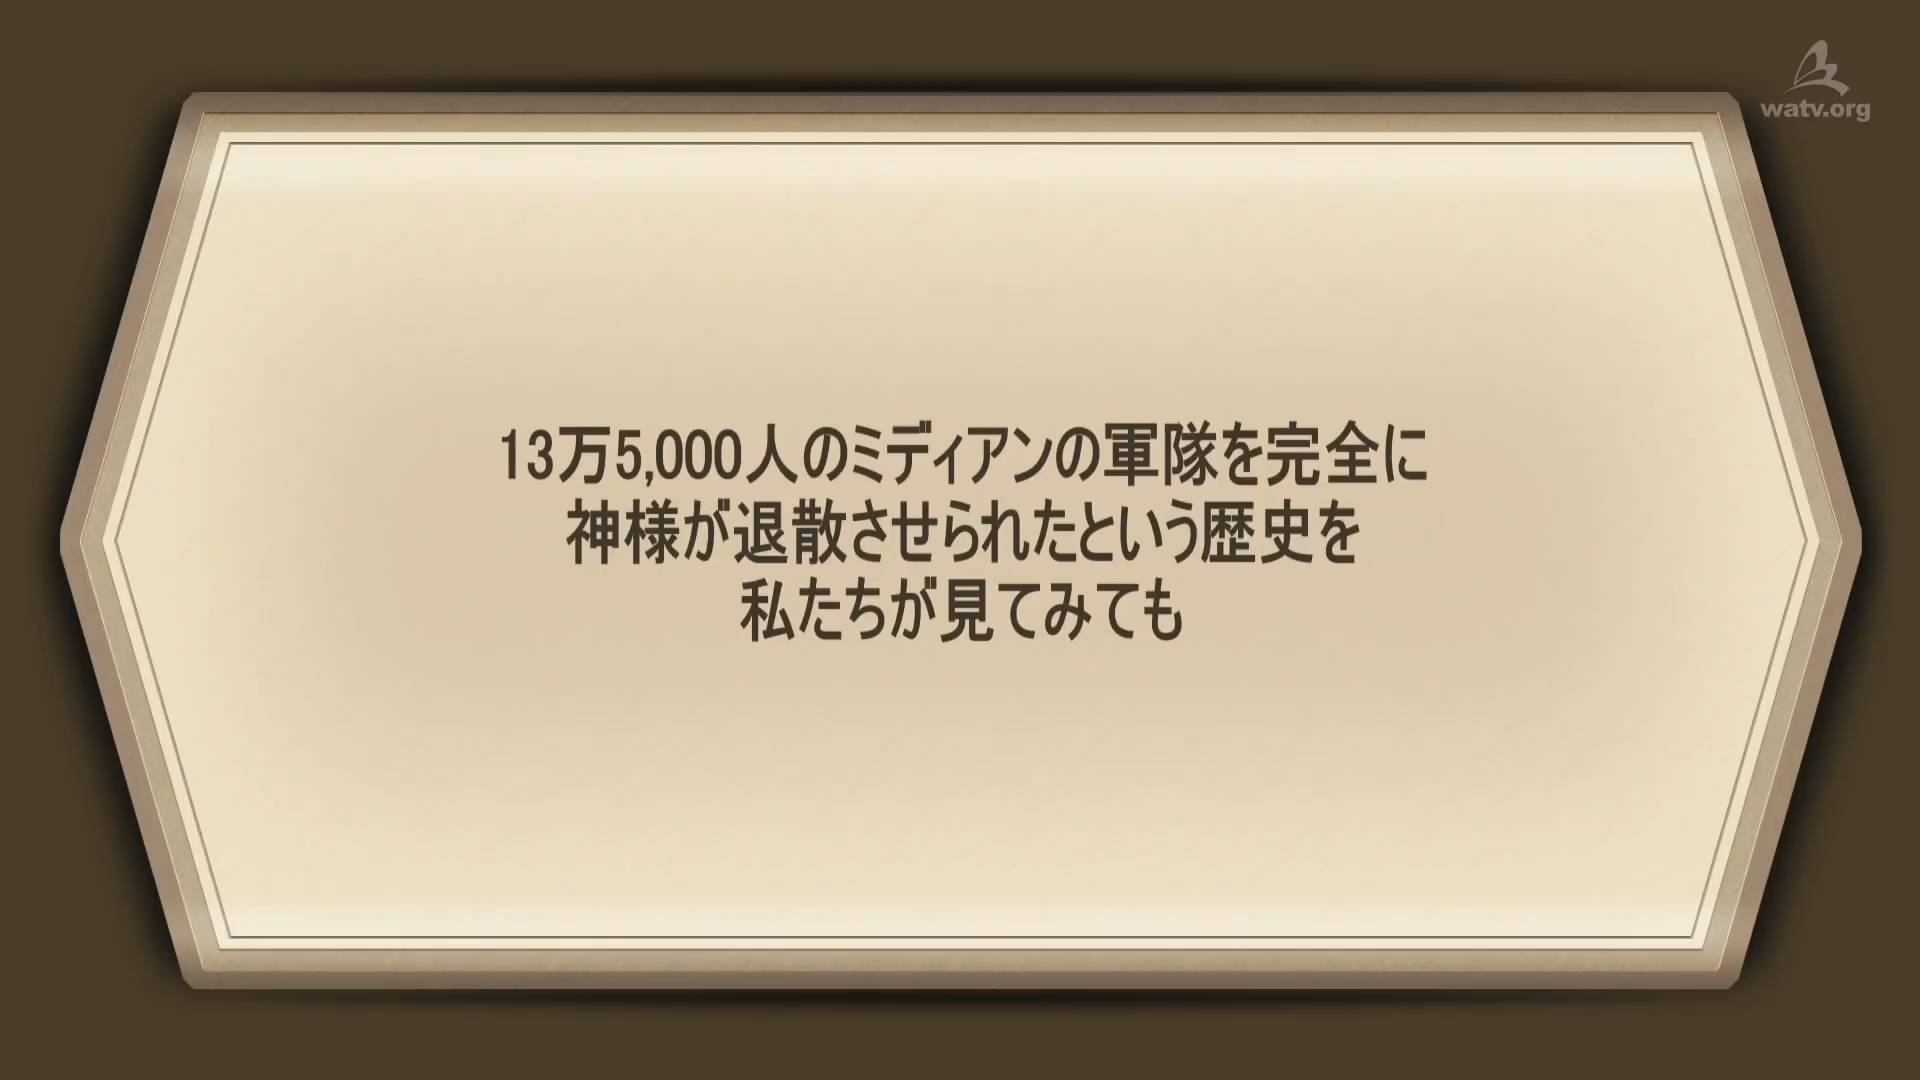 watv.org
13万5,000人のミディアンの軍隊を完全に
神様が退散させられたという歴史を
私たちが見てみても